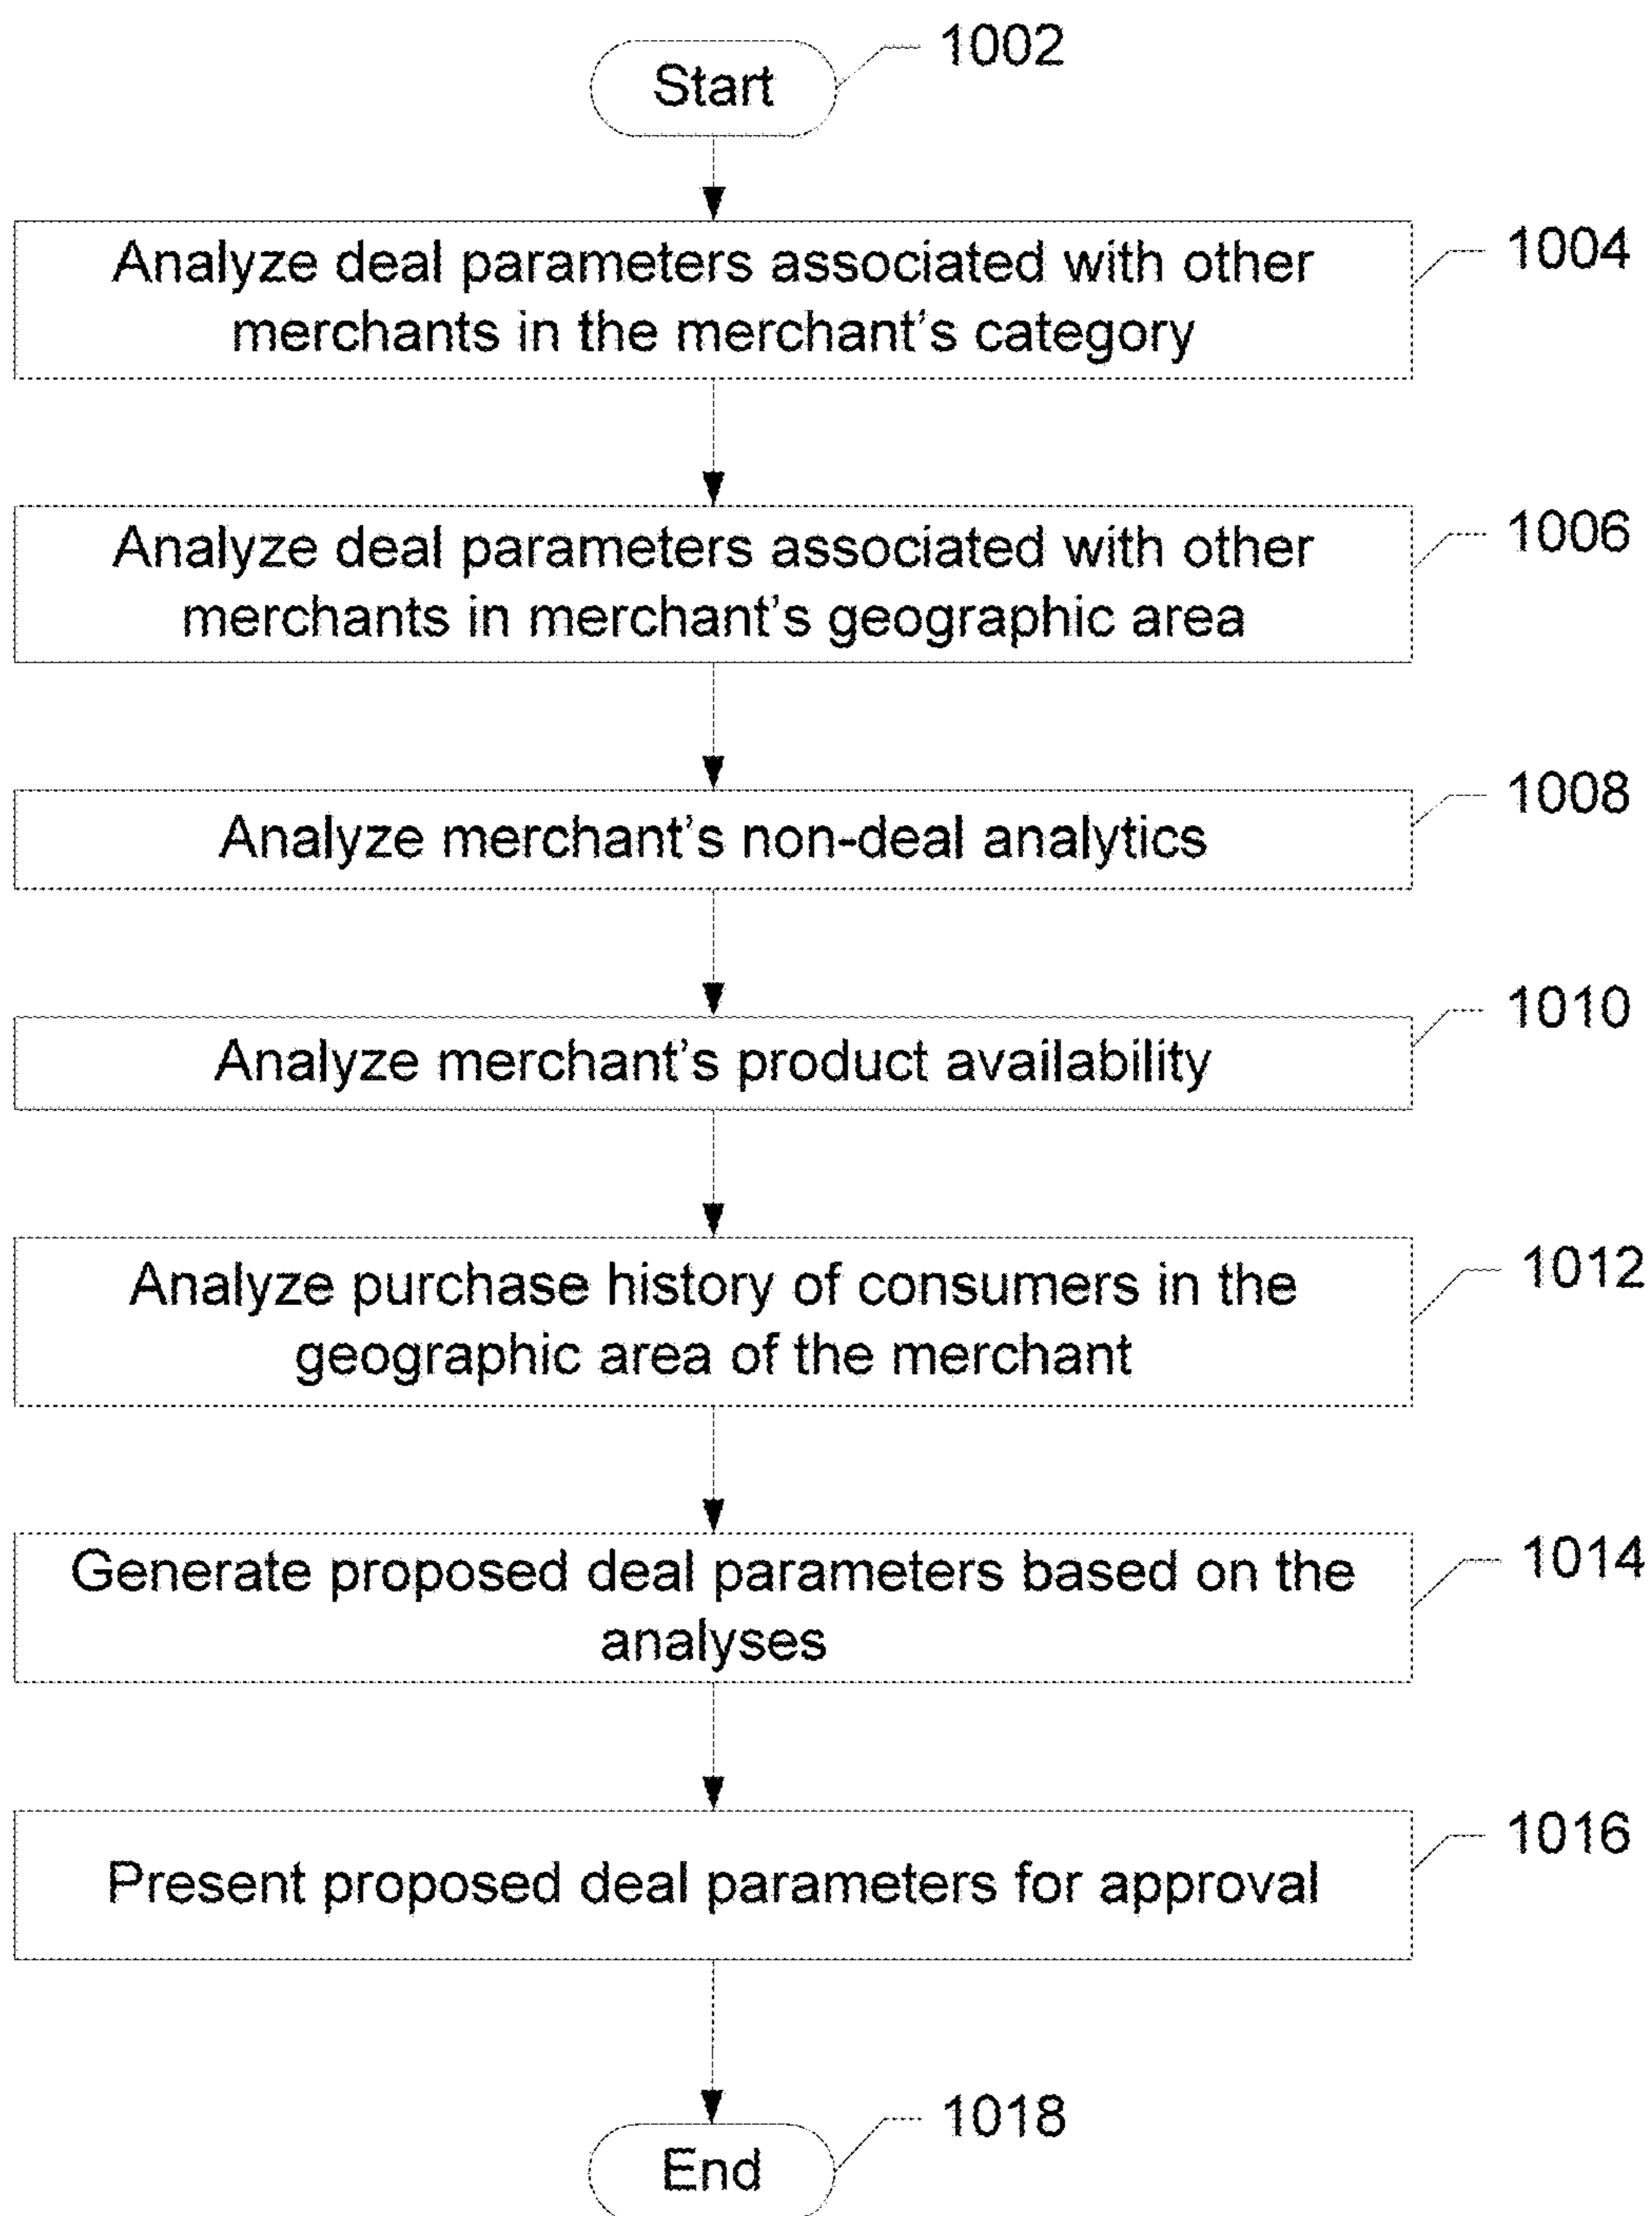 Start
1002
Analyze deal parameters associated with other
merchants in the merchant's category
1004
Analyze deal parameters associated with other
merchants in merchant's geographic area
1006
Analyze merchant's non-deal analytics
1008
Analyze merchant's product availability
1010
Analyze purchase history of consumers in the
geographic area of the merchant
1012
Generate proposed deal parameters based on the
analyses
1014
Present proposed deal parameters for approval
1016
End
1018